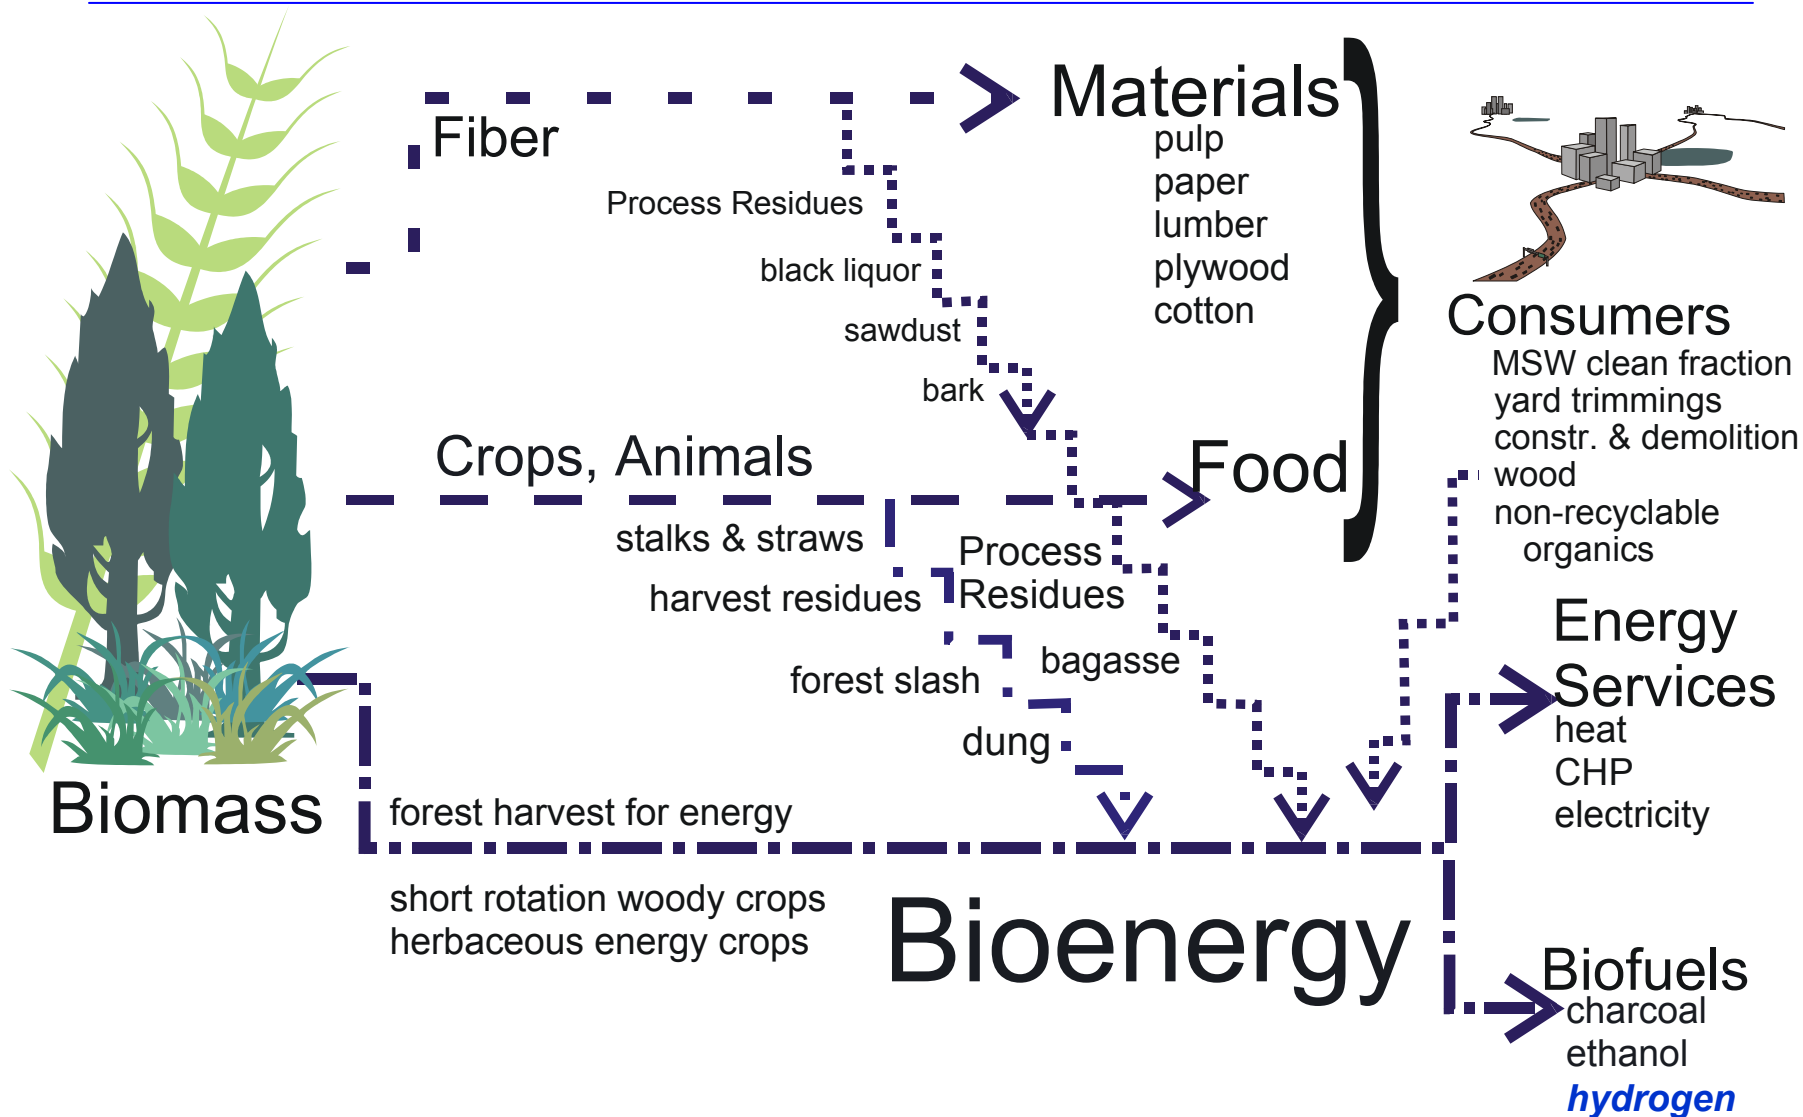 Fiber
Process Residues
black liquor
sawdust
bark
Materials
pulp
paper
lumber
plywood
cotton
Consumers
MSW clean fraction
yard trimmings
constr. & demolition
wood
non-recyclable
organics
Crops, Animals
Food
stalks & straws
harvest residues
forest slash
dung
Process
Residues
bagasse
Energy
Services
heat
CHP
electricity
Biomass
forest harvest for energy
short rotation woody crops
herbaceous energy crops
Bioenergy
Biofuels
charcoal
ethanol
hydrogen